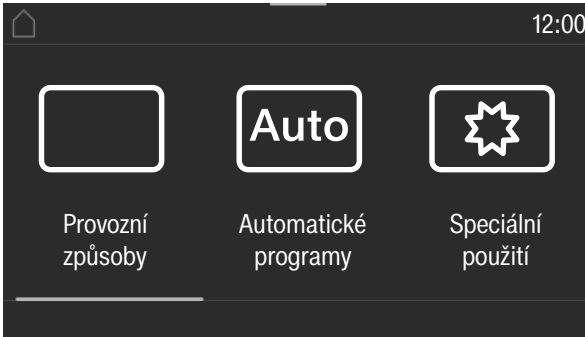 12:00
Auto
Provozní
způsoby
Automatické
programy
Speciální
použití